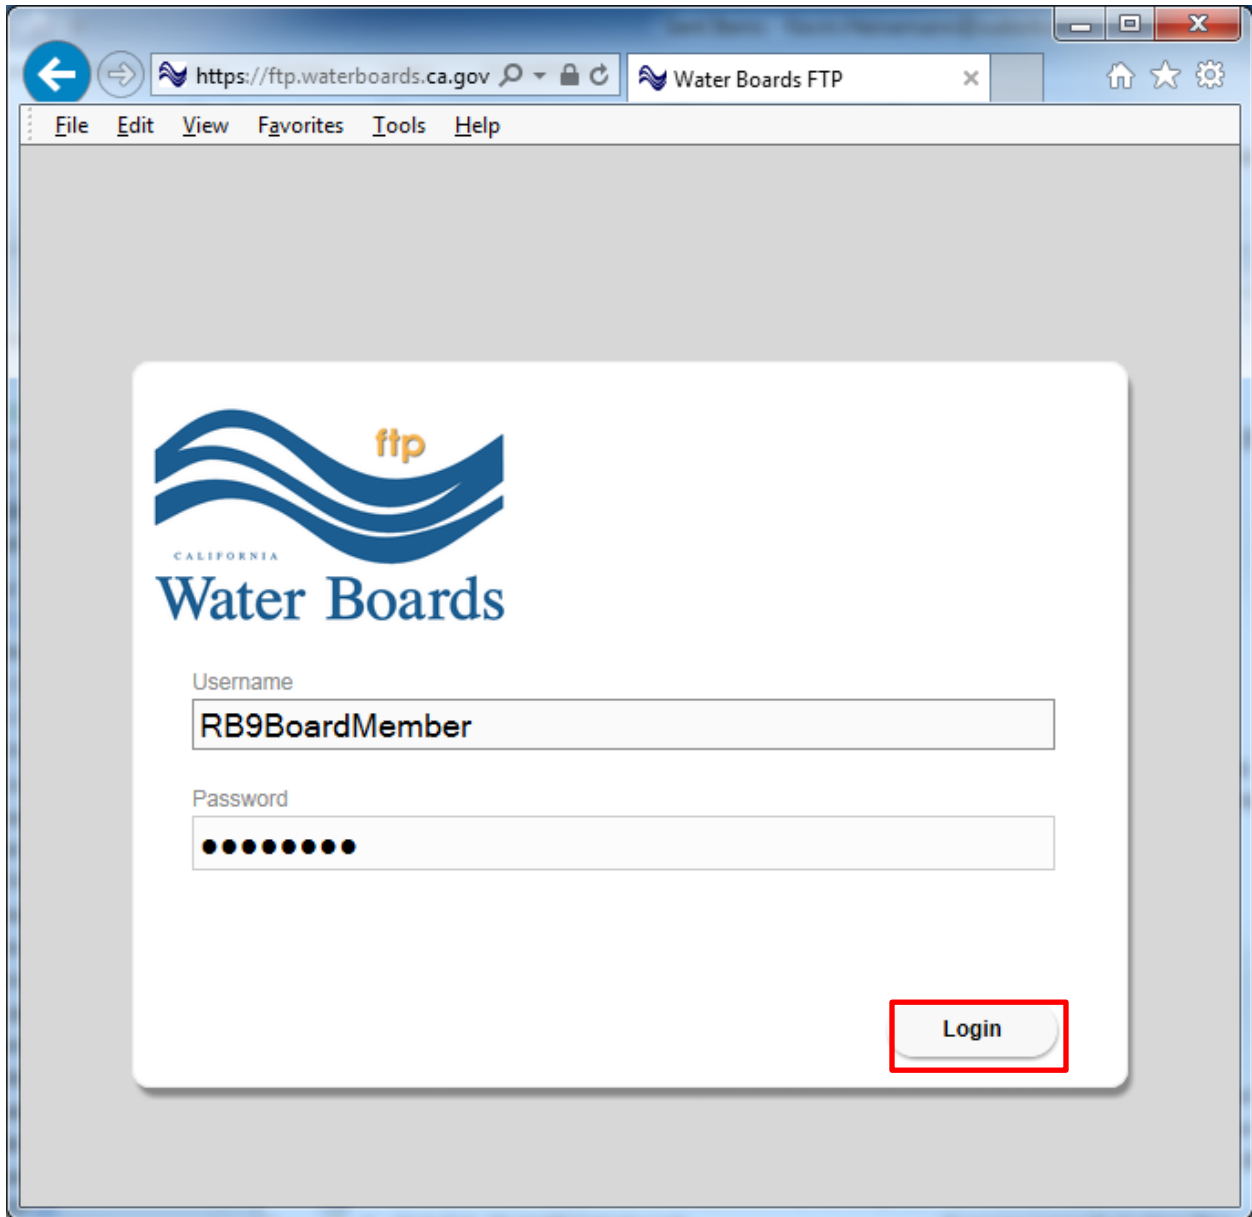 https://ftp.waterboards.ca.gov
Water Boards FTP
File Edit View Favorites Tools Help
ftp
CALIFORNIA
Water Boards
Username
RB9BoardMember
Password
●●●●●●●●
Login